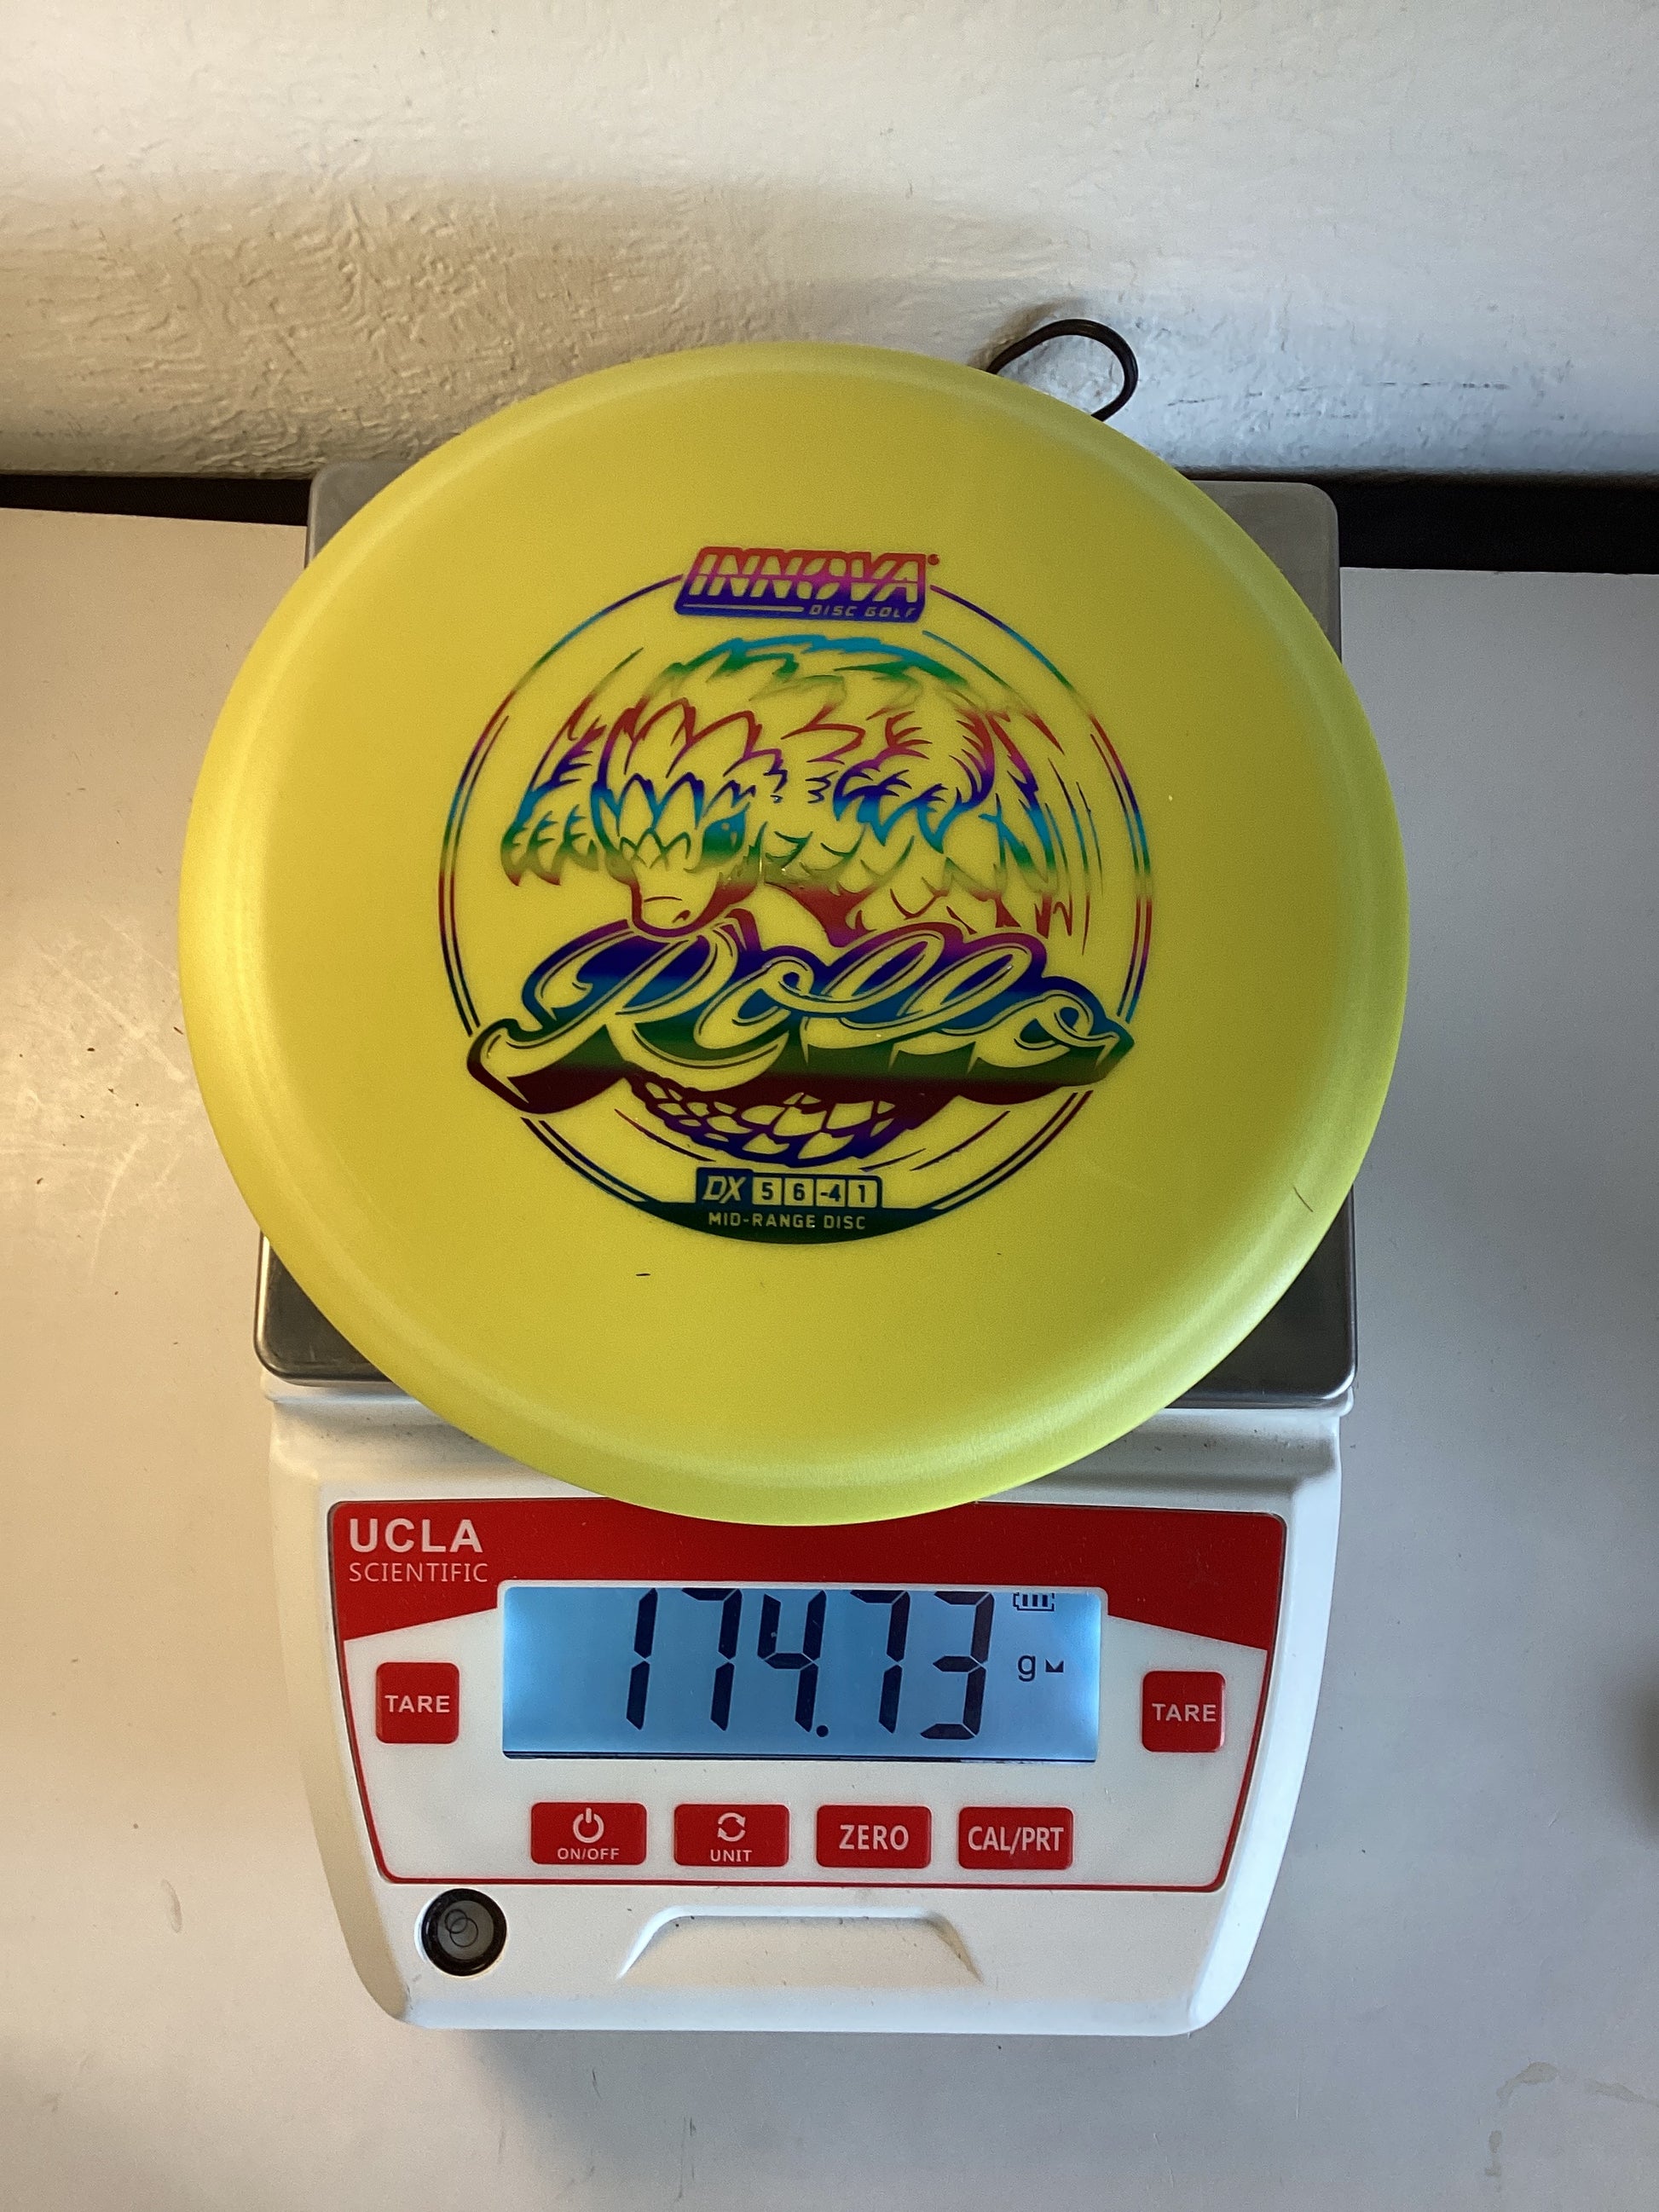 INNOVA
DISC GOLF
Rollo
DX 5 6 -4 1
MID-RANGE DISC
UCLA
SCIENTIFIC
174.73 g
TARE
TARE
ON/OFF
UNIT
ZERO
CAL/PRT